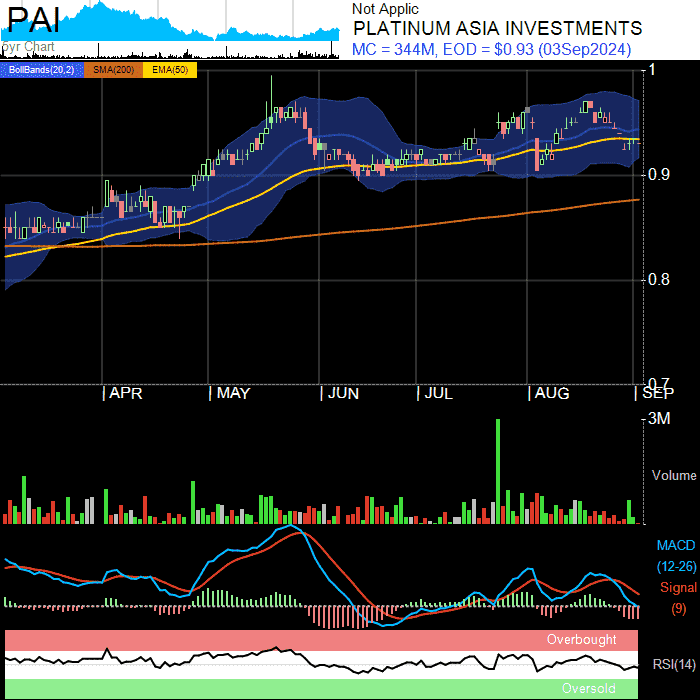 PAI
5yr Chart
Not Applic
PLATINUM ASIA INVESTMENTS
MC = 344M, EOD = $0.93 (03Sep2024)
BollBands(20,2) SMA(200) EMA(50)
1
0.9
0.8
0.7
APR MAY JUN JUL AUG SEP
3M
Volume
MACD
(12-26)
Signal
(9)
Overbought
RSI(14)
Oversold